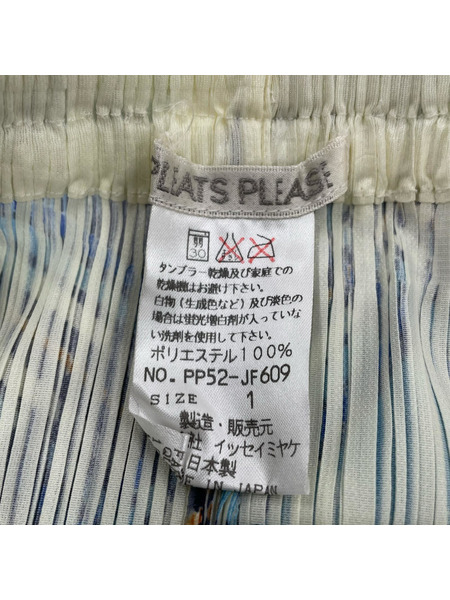 PLEATS PLEASE
30
タンブラー乾燥及び家庭での
乾燥機はお避け下さい。
白物(生成色など)及び淡色の
場合は蛍光増白剤が入っていな
い洗剤を使用して下さい。
ポリエステル100%
NO. PP52-JF609
SIZE 1
製造・販売元
社 イッセイミヤケ
日本製
IN JAPAN